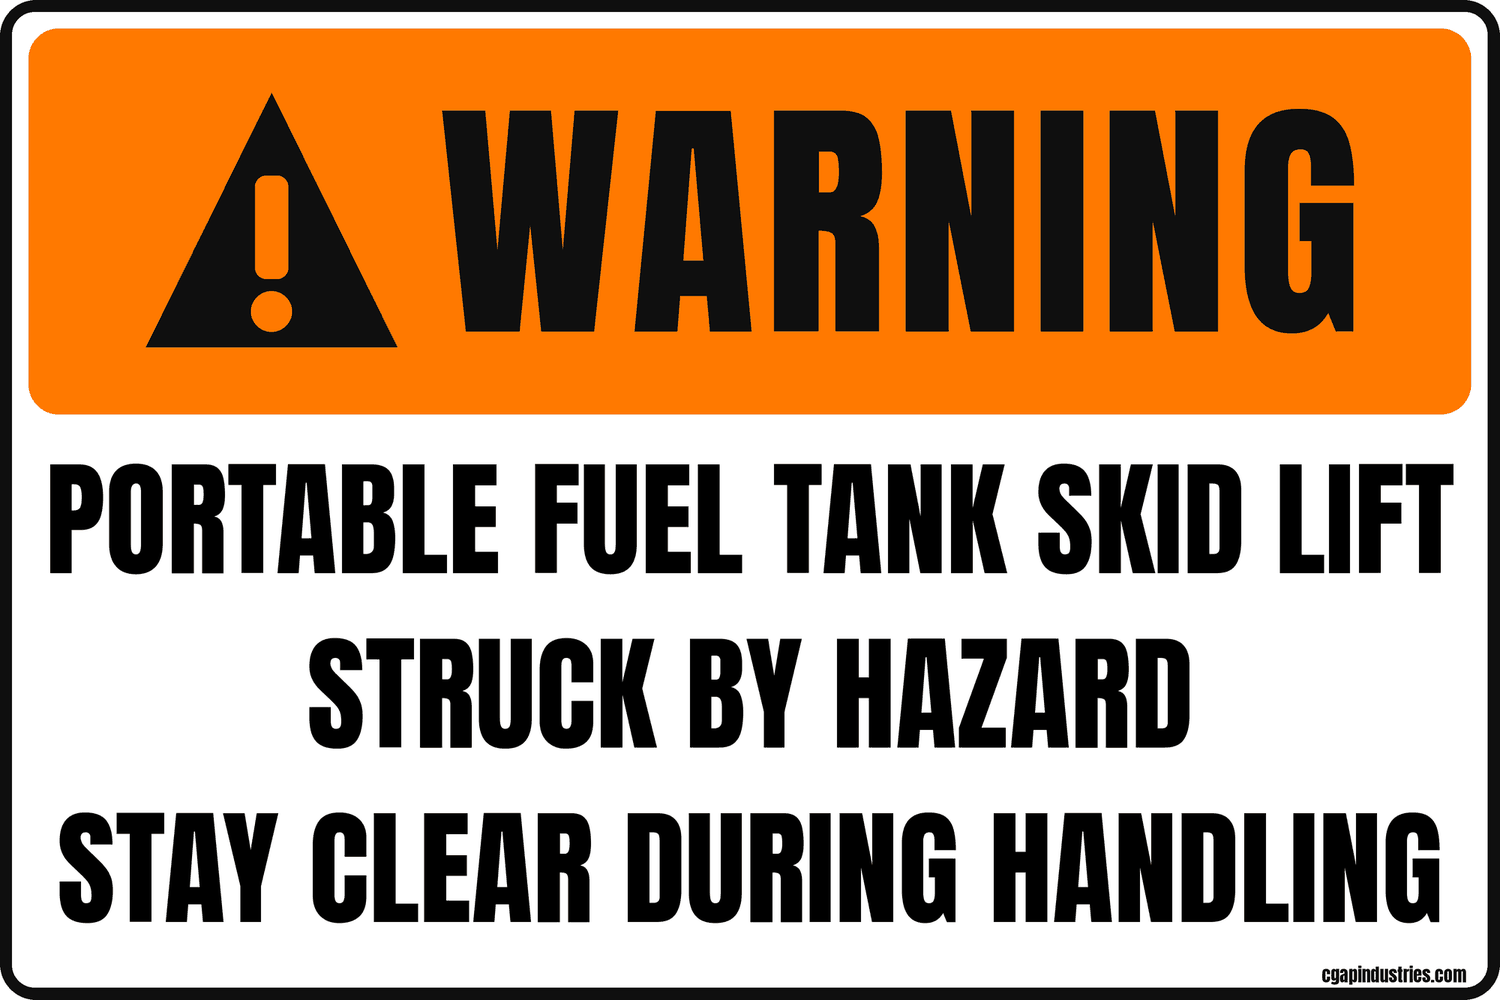 WARNING
PORTABLE FUEL TANK SKID LIFT
STRUCK BY HAZARD
STAY CLEAR DURING HANDLING
cgapindustries.com